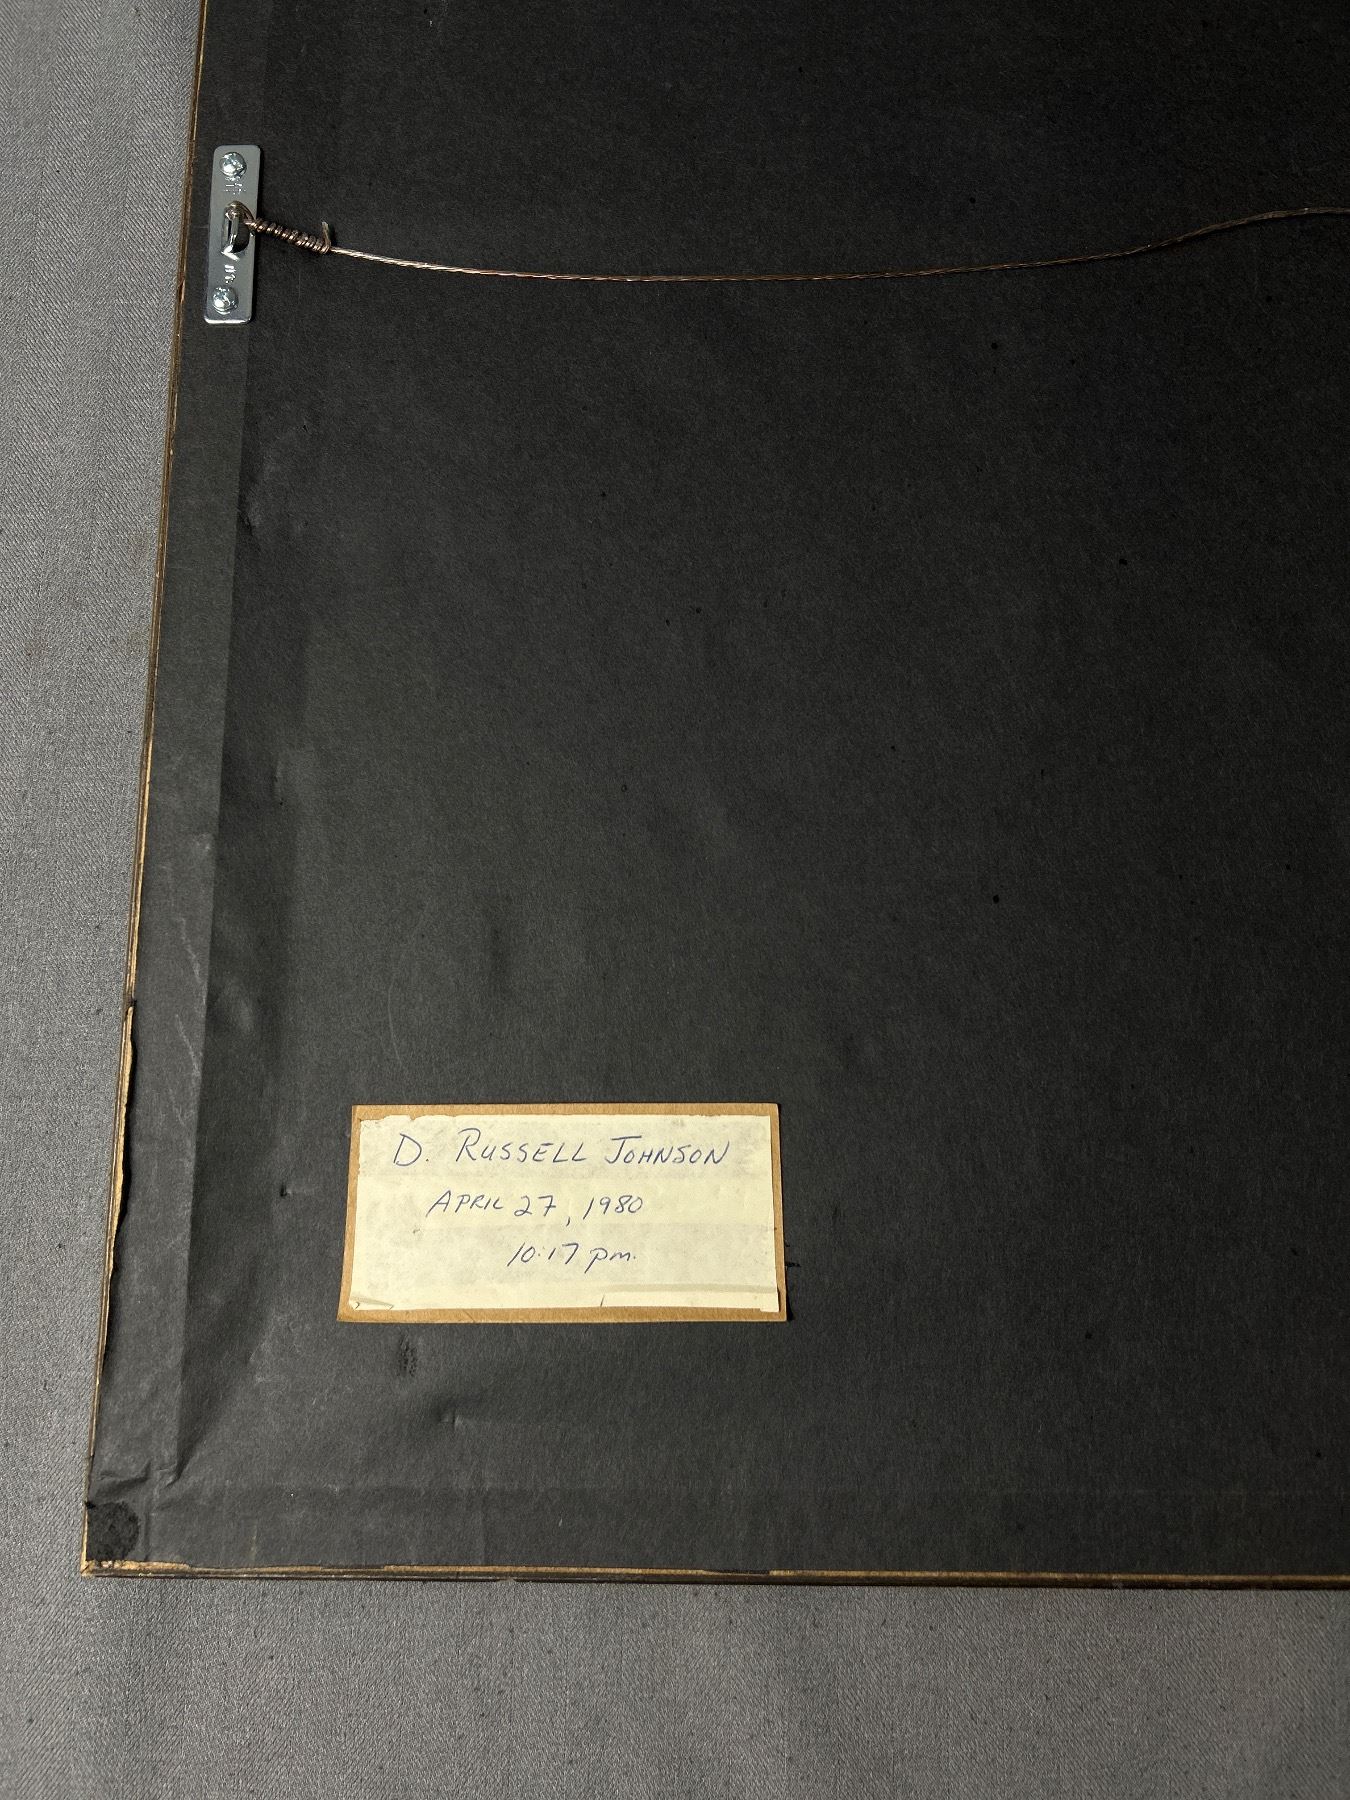 D. RUSSELL JOHNSON
APRIL 27, 1980
10:17 pm.